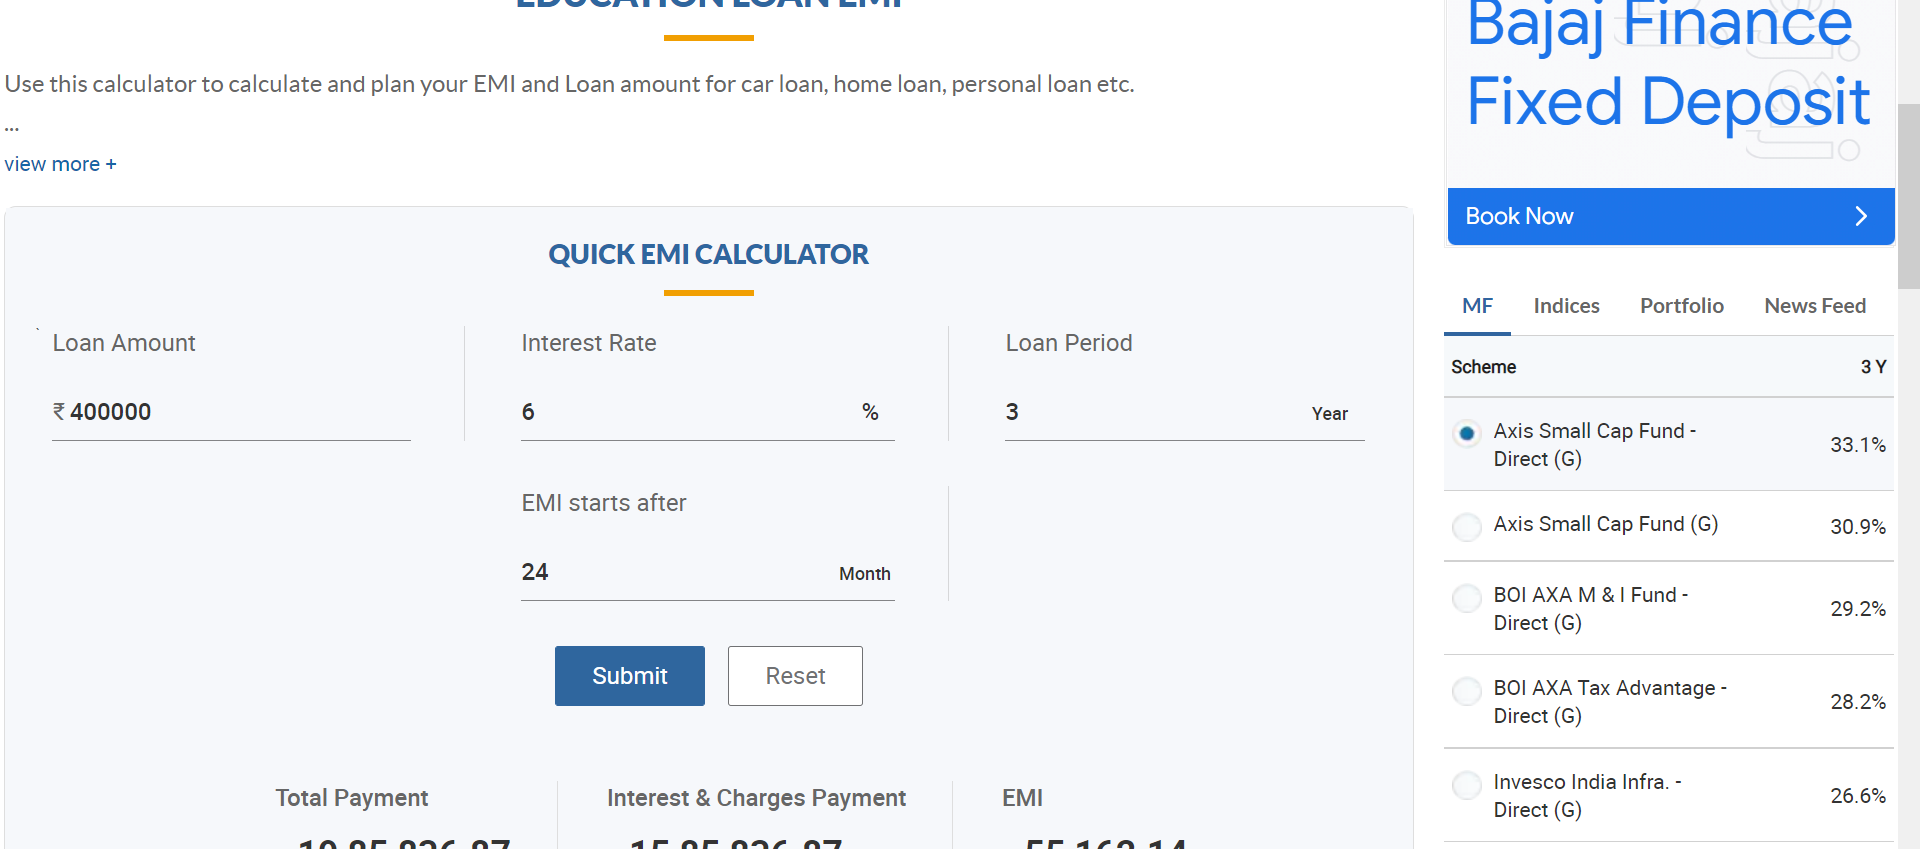 EDUCATION LOAN EMI
Use this calculator to calculate and plan your EMI and Loan amount for car loan, home loan, personal loan etc.
...
view more +
QUICK EMI CALCULATOR
Loan Amount
₹ 400000
Interest Rate
6 %
Loan Period
3 Year
EMI starts after
24 Month
Submit
Reset
Total Payment
Interest & Charges Payment
EMI
Bajaj Finance
Fixed Deposit
Book Now
MF Indices Portfolio News Feed
Scheme 3 Y
Axis Small Cap Fund -
Direct (G)
33.1%
Axis Small Cap Fund (G) 30.9%
BOI AXA M & I Fund -
Direct (G)
29.2%
BOI AXA Tax Advantage -
Direct (G)
28.2%
Invesco India Infra. -
Direct (G)
26.6%